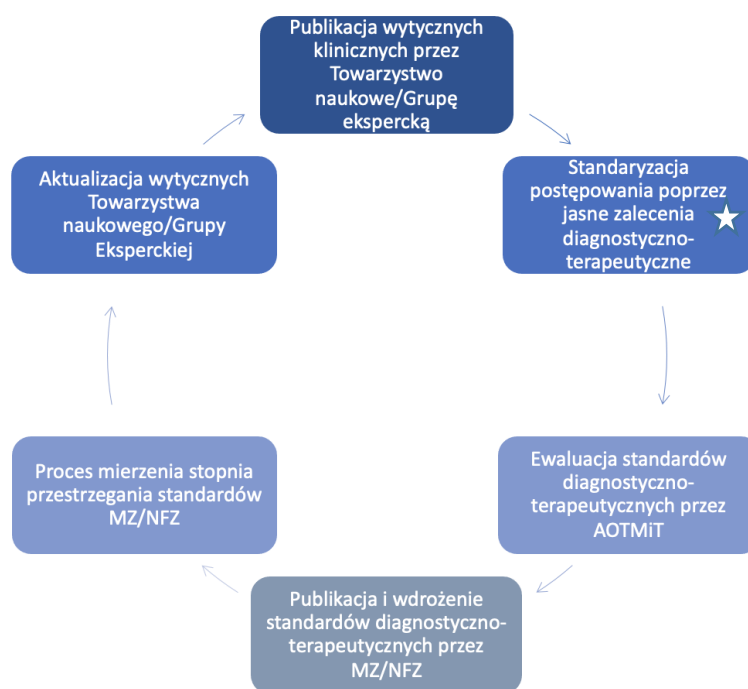 Publikacja wytycznych
klinicznych przez
Towarzystwo
naukowe/Grupę
ekspercką
Standaryzacja
postępowania poprzez
jasne zalecenia
diagnostyczno-
terapeutyczne
Ewaluacja standardów
diagnostyczno-
terapeutycznych przez
AOTMiT
Publikacja i wdrożenie
standardów diagnostyczno-
terapeutycznych przez
MZ/NFZ
Proces mierzenia stopnia
przestrzegania standardów
MZ/NFZ
Aktualizacja wytycznych
Towarzystwa
naukowego/Grupy
Eksperckiej